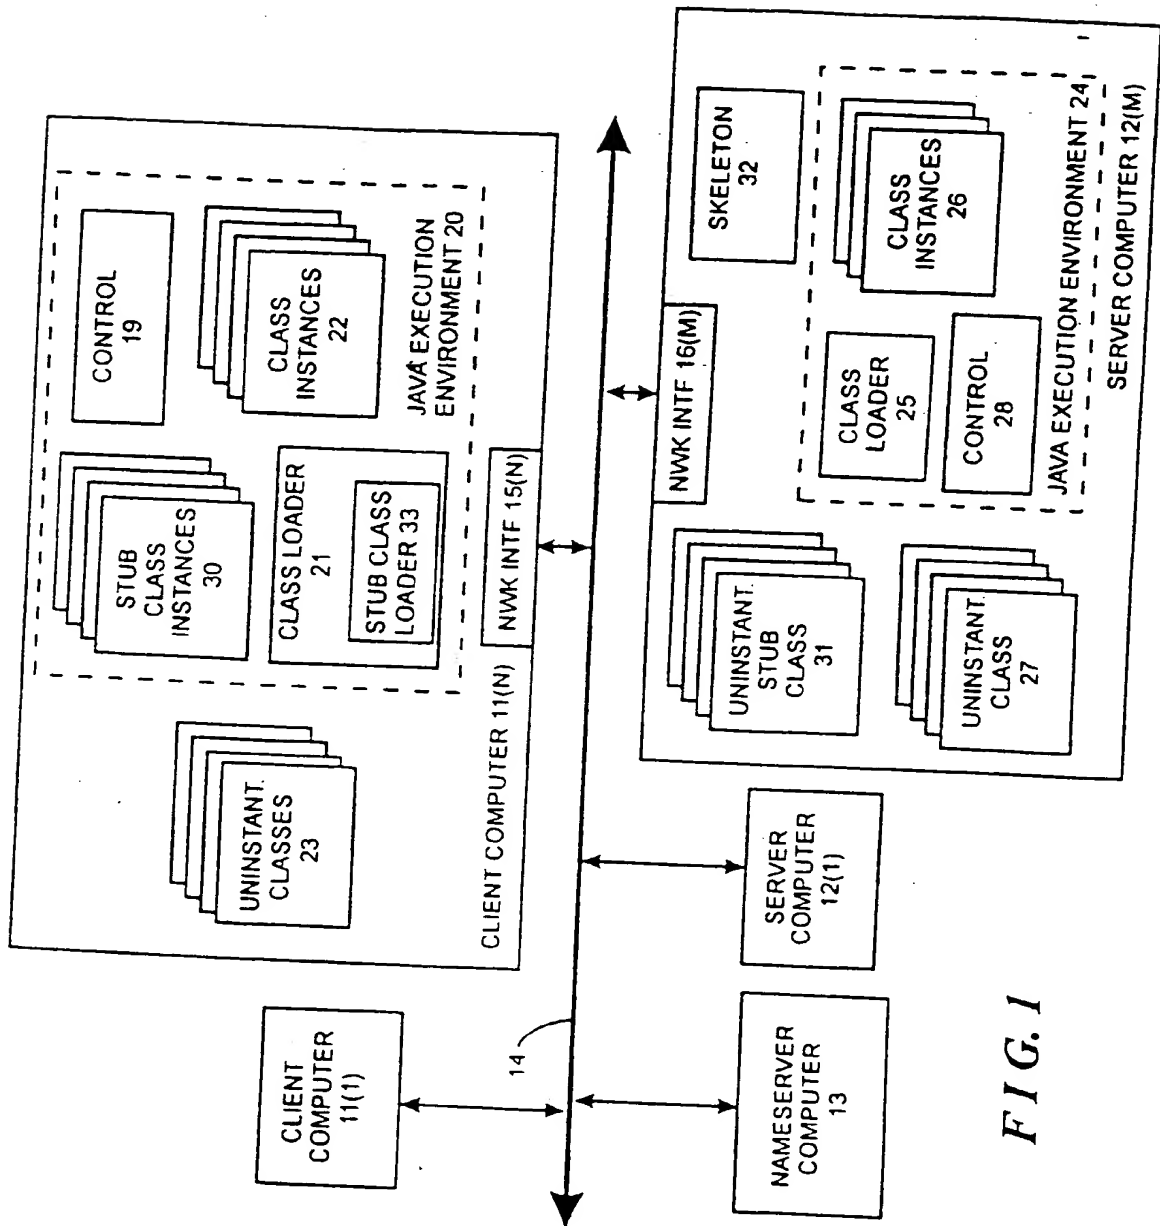 CLIENT
COMPUTER
11(1)
UNINSTANT.
CLASSES
23
STUB
CLASS
INSTANCES
30
CONTROL
19
CLASS LOADER
21
STUB CLASS
LOADER 33
CLASS
INSTANCES
22
JAVA EXECUTION
ENVIRONMENT 20
CLIENT COMPUTER 11(N)
NWK INTF 15(N)
14
NWK INTF 16(M)
SKELETON
32
UNINSTANT.
STUB
CLASS
31
CLASS
LOADER
25
CLASS
INSTANCES
26
UNINSTANT.
CLASS
27
CONTROL
28
JAVA EXECUTION ENVIRONMENT 24
SERVER COMPUTER 12(M)
NAMESERVER
COMPUTER
13
SERVER
COMPUTER
12(1)
FIG. 1